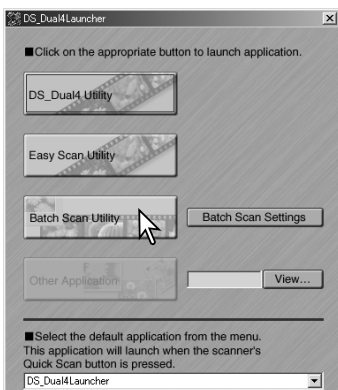 DS_Dual4Launcher
■Click on the appropriate button to launch application.
DS_Dual4 Utility
Easy Scan Utility
Batch Scan Utility
Batch Scan Settings
Other Application
View...
■Select the default application from the menu.
This application will launch when the scanner's
Quick Scan button is pressed.
DS_Dual4Launcher